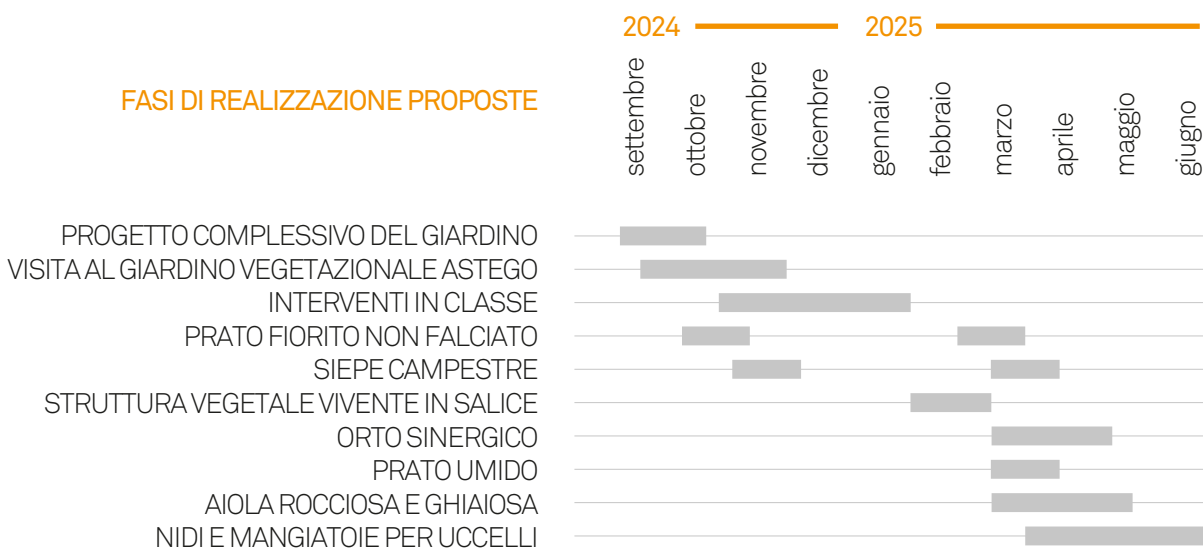 2024 2025
FASI DI REALIZZAZIONE PROPOSTE
settembre
ottobre
novembre
dicembre
gennaio
febbraio
marzo
aprile
maggio
giugno
PROGETTO COMPLESSIVO DEL GIARDINO
VISITA AL GIARDINO VEGETAZIONALE ASTEGO
INTERVENTI IN CLASSE
PRATO FIORITO NON FALCIATO
SIEPE CAMPESTRE
STRUTTURA VEGETALE VIVENTE IN SALICE
ORTO SINERGICO
PRATO UMIDO
AIOLA ROCCIOSA E GHIAIOSA
NIDI E MANGIATOIE PER UCCELLI